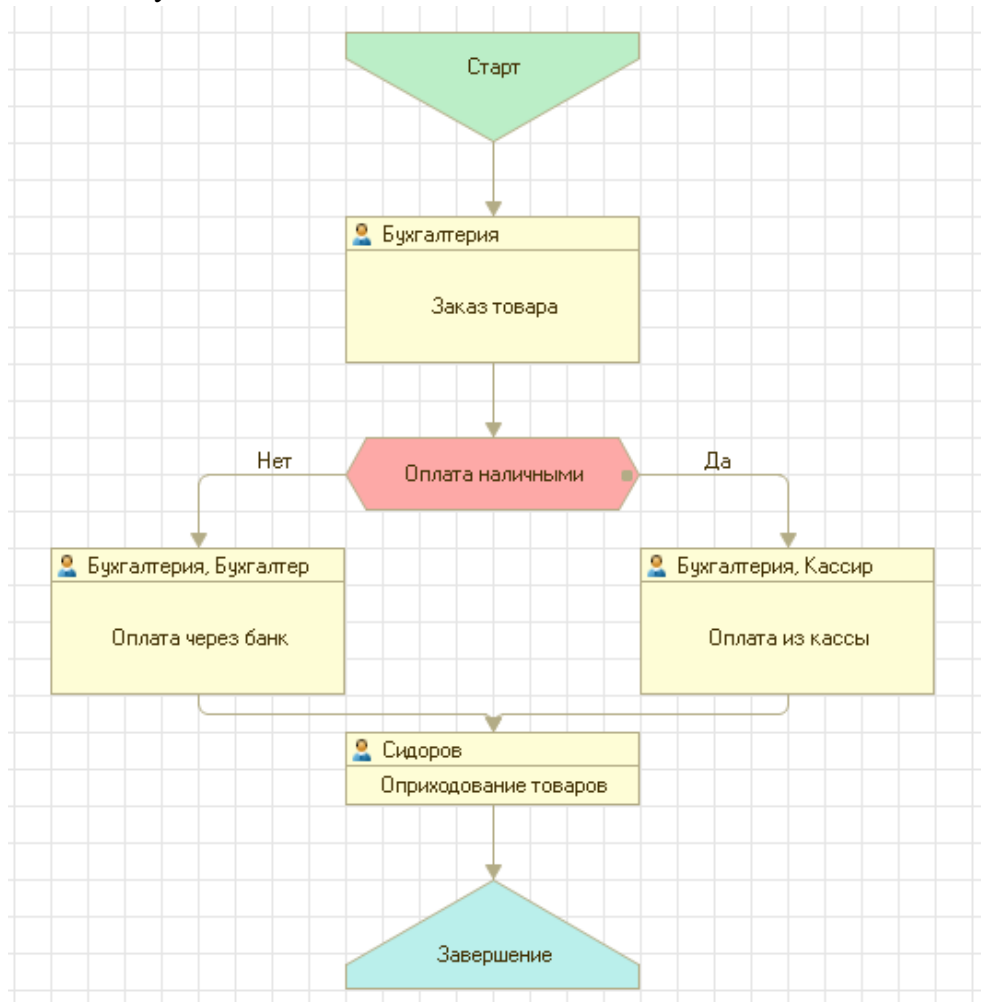 Старт
Бухгалтерия
Заказ товара
Нет
Оплата наличными
Да
Бухгалтерия, Бухгалтер
Бухгалтерия, Кассир
Оплата через банк
Оплата из кассы
Сидоров
Оприходование товаров
Завершение